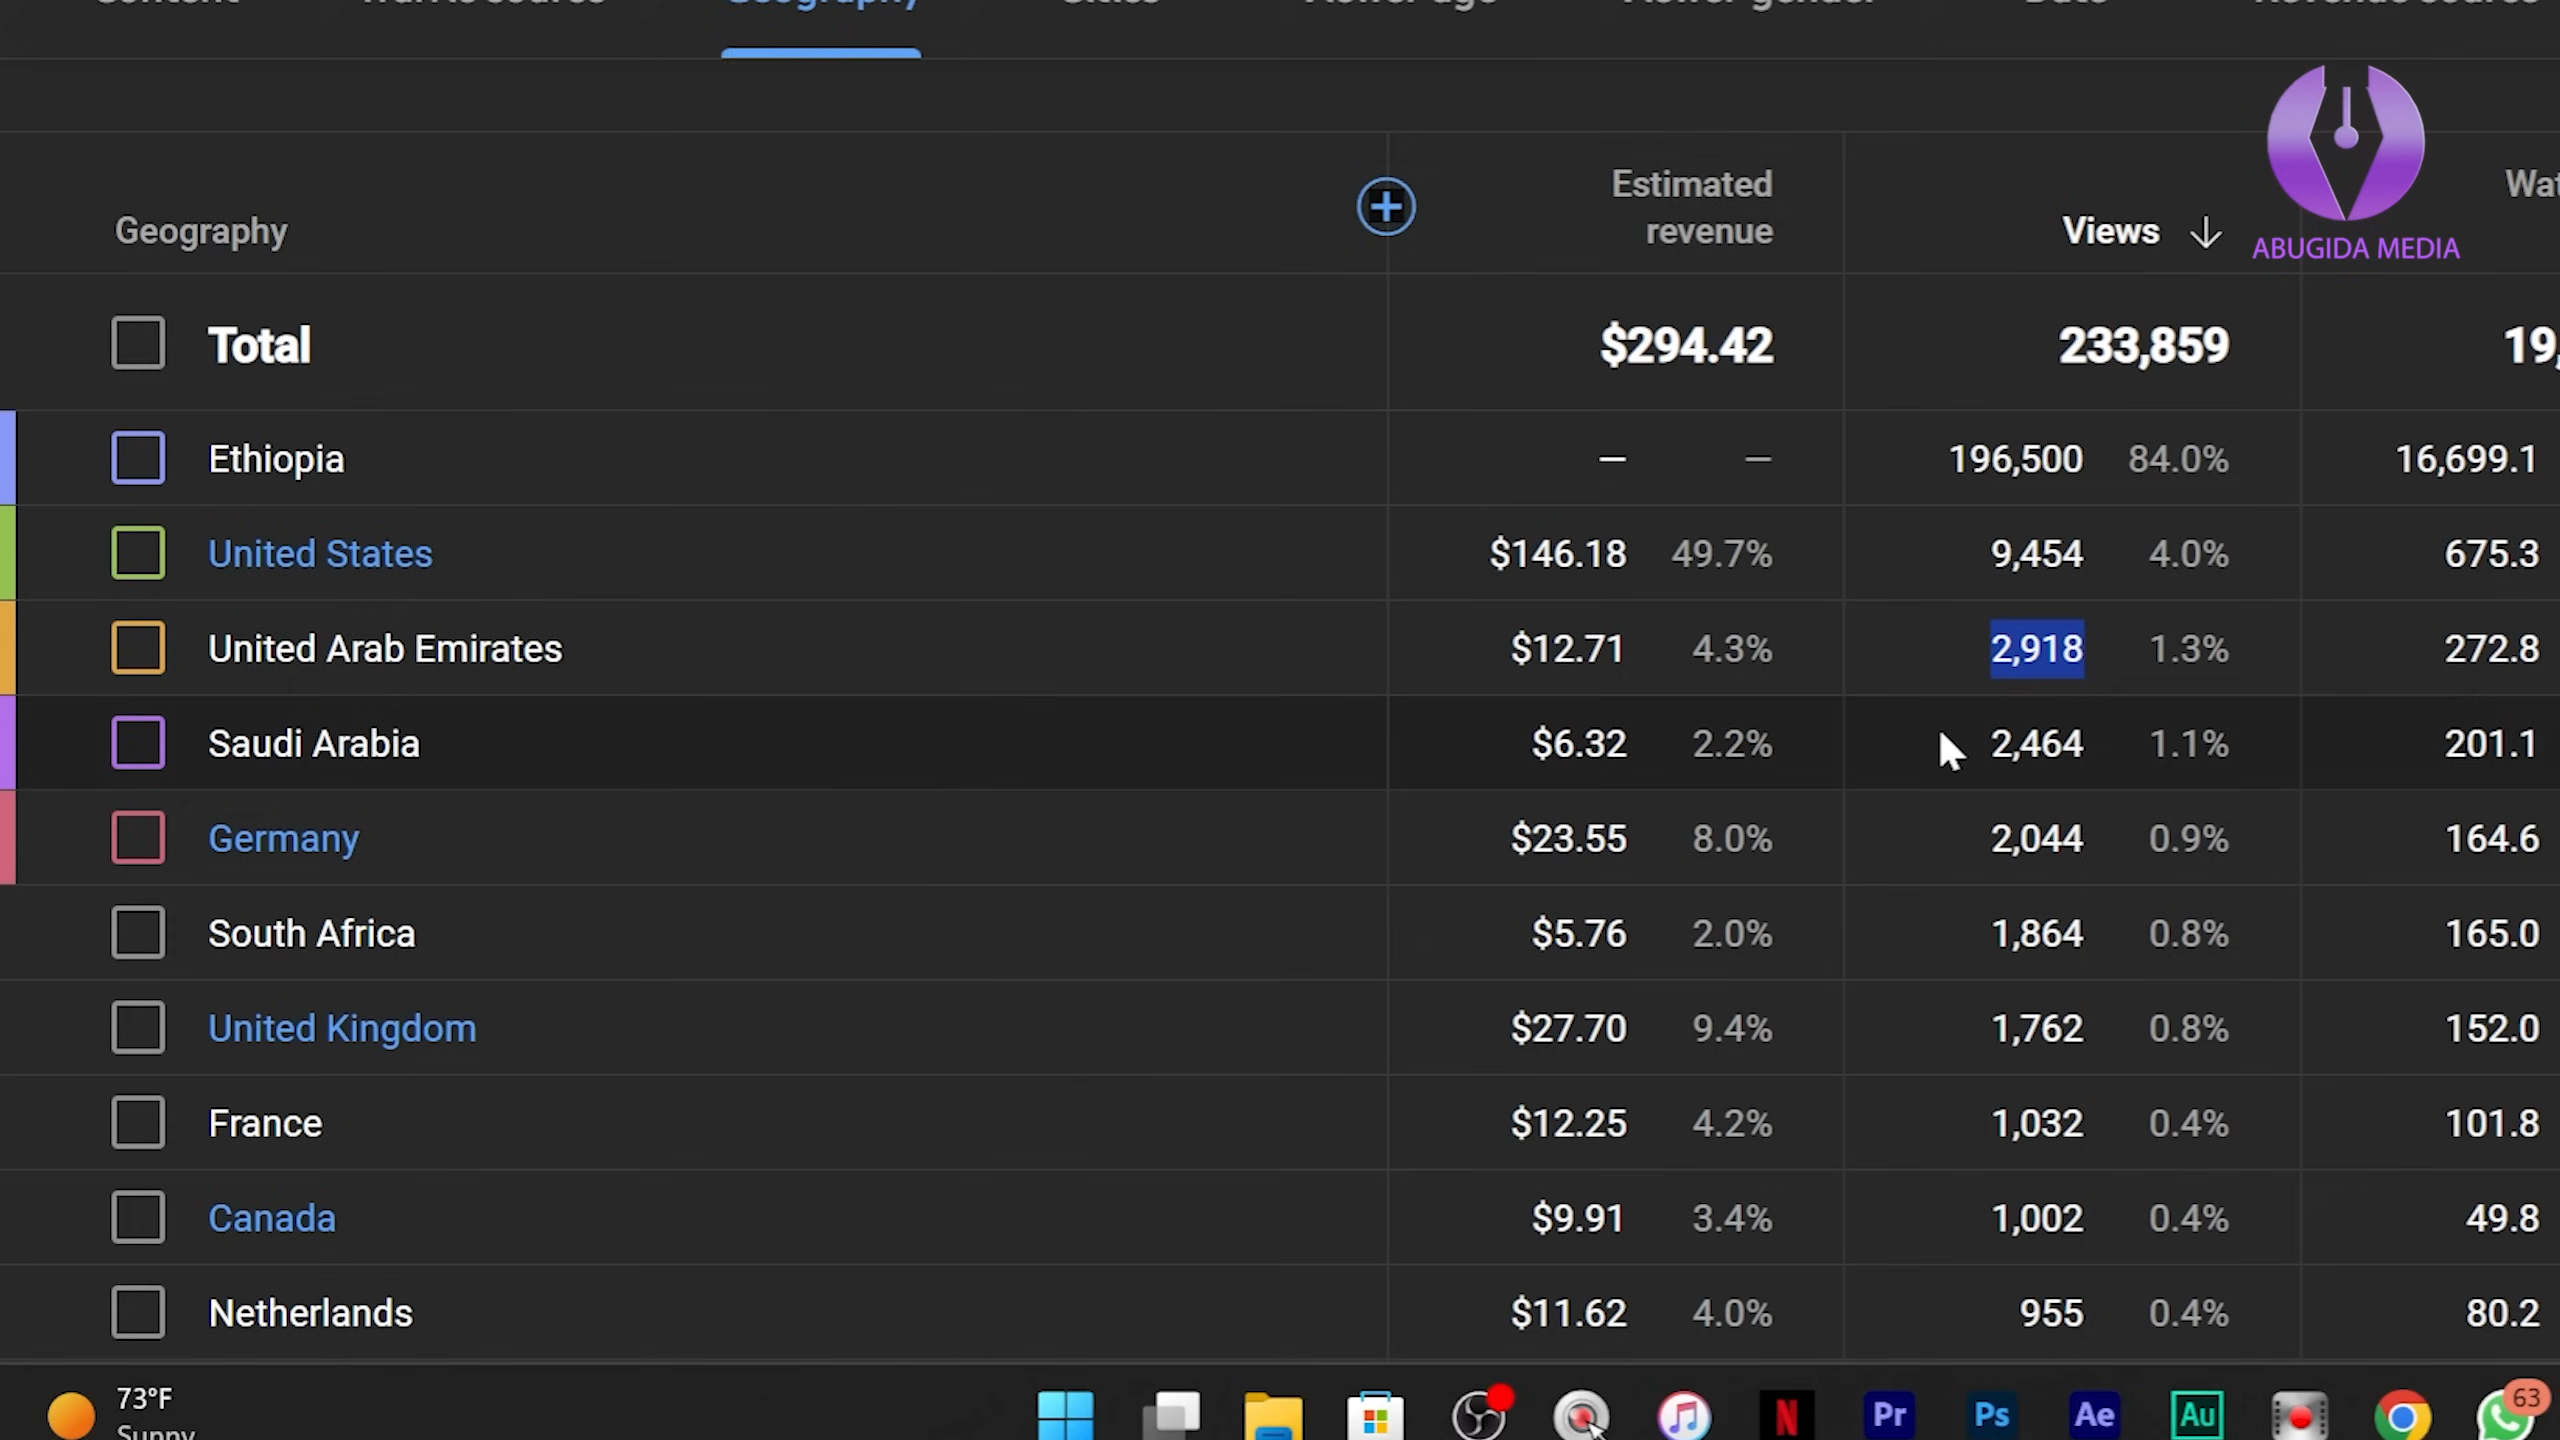 Geography
Estimated revenue
Views
ABUGIDA MEDIA
Total $294.42 233,859
Ethiopia — — 196,500 84.0% 16,699.1
United States $146.18 49.7% 9,454 4.0% 675.3
United Arab Emirates $12.71 4.3% 2,918 1.3% 272.8
Saudi Arabia $6.32 2.2% 2,464 1.1% 201.1
Germany $23.55 8.0% 2,044 0.9% 164.6
South Africa $5.76 2.0% 1,864 0.8% 165.0
United Kingdom $27.70 9.4% 1,762 0.8% 152.0
France $12.25 4.2% 1,032 0.4% 101.8
Canada $9.91 3.4% 1,002 0.4% 49.8
Netherlands $11.62 4.0% 955 0.4% 80.2
73°F
Sunny
N Pr Ps Ae Au 63